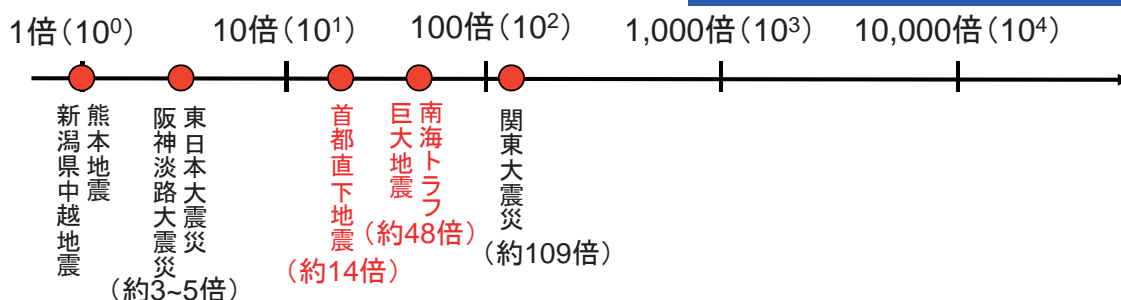 1倍(10⁰)
10倍(10¹)
100倍(10²)
1,000倍(10³)
10,000倍(10⁴)
熊本地震
新潟県中越地震
東日本大震災
阪神淡路大震災
(約3~5倍)
首都直下地震
(約14倍)
南海トラフ
巨大地震
(約48倍)
関東大震災
(約109倍)